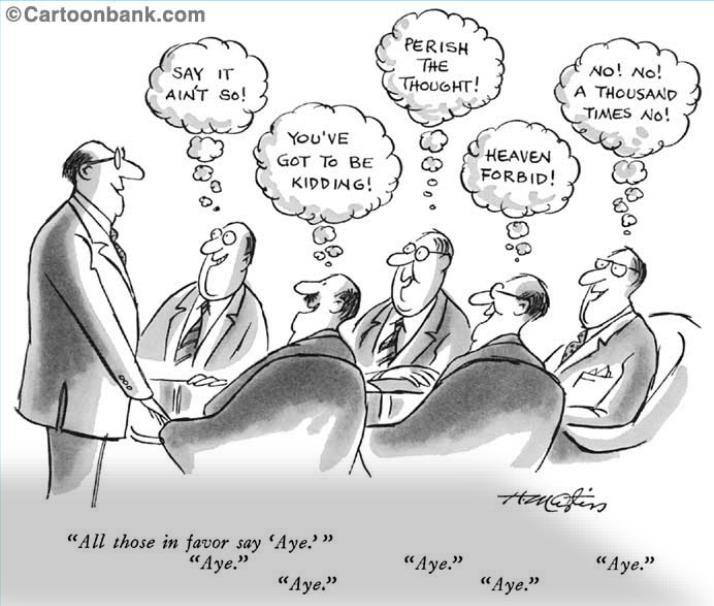 ©Cartoonbank.com
SAY IT
AIN'T SO!
YOU'VE
GOT TO BE
KIDDING!
PERISH
THE
THOUGHT!
HEAVEN
FORBID!
NO! NO!
A THOUSAND
TIMES NO!
"All those in favor say 'Aye.'"
"Aye."
"Aye."
"Aye."
"Aye."
"Aye."